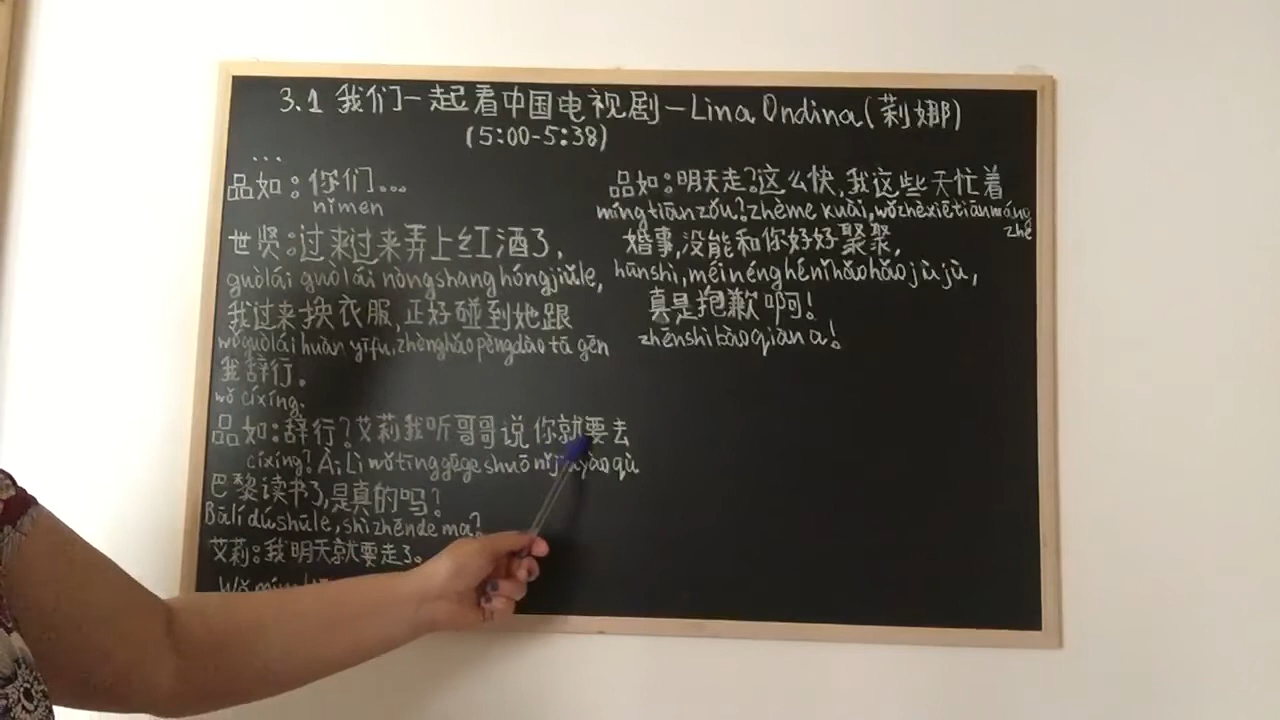 3.1 我们一起看中国电视剧-Lina Ondina(莉娜)
(5:00-5:38)
...
品如:你们...
nǐmen
世贤:过来过来弄上红酒了,
guòlái guòlái nòngshang hóngjiǔle,
我过来换衣服,正好碰到她跟
wǒguòlái huàn yīfu, zhènghǎo pèngdào tā gēn
我辞行。
wǒ cíxíng.
品如:辞行?艾莉我听哥哥说你就要去
cíxíng? Ài Lì wǒ tīng gēge shuō nǐ yào qù
巴黎读书了,是真的吗?
Bālí dúshūle, shì zhēnde ma?
艾莉:我明天就要走了。
Wǒ
品如:明天走?这么快,我这些天忙着
míngtiān zǒu? zhème kuài, wǒ zhèxiē tiān máng
zhe
婚事,没能和你好好聚聚,
hūnshì, méinéng hé nǐ hǎohǎo jùjù,
真是抱歉啊!
zhēnshì bàoqiàn a!